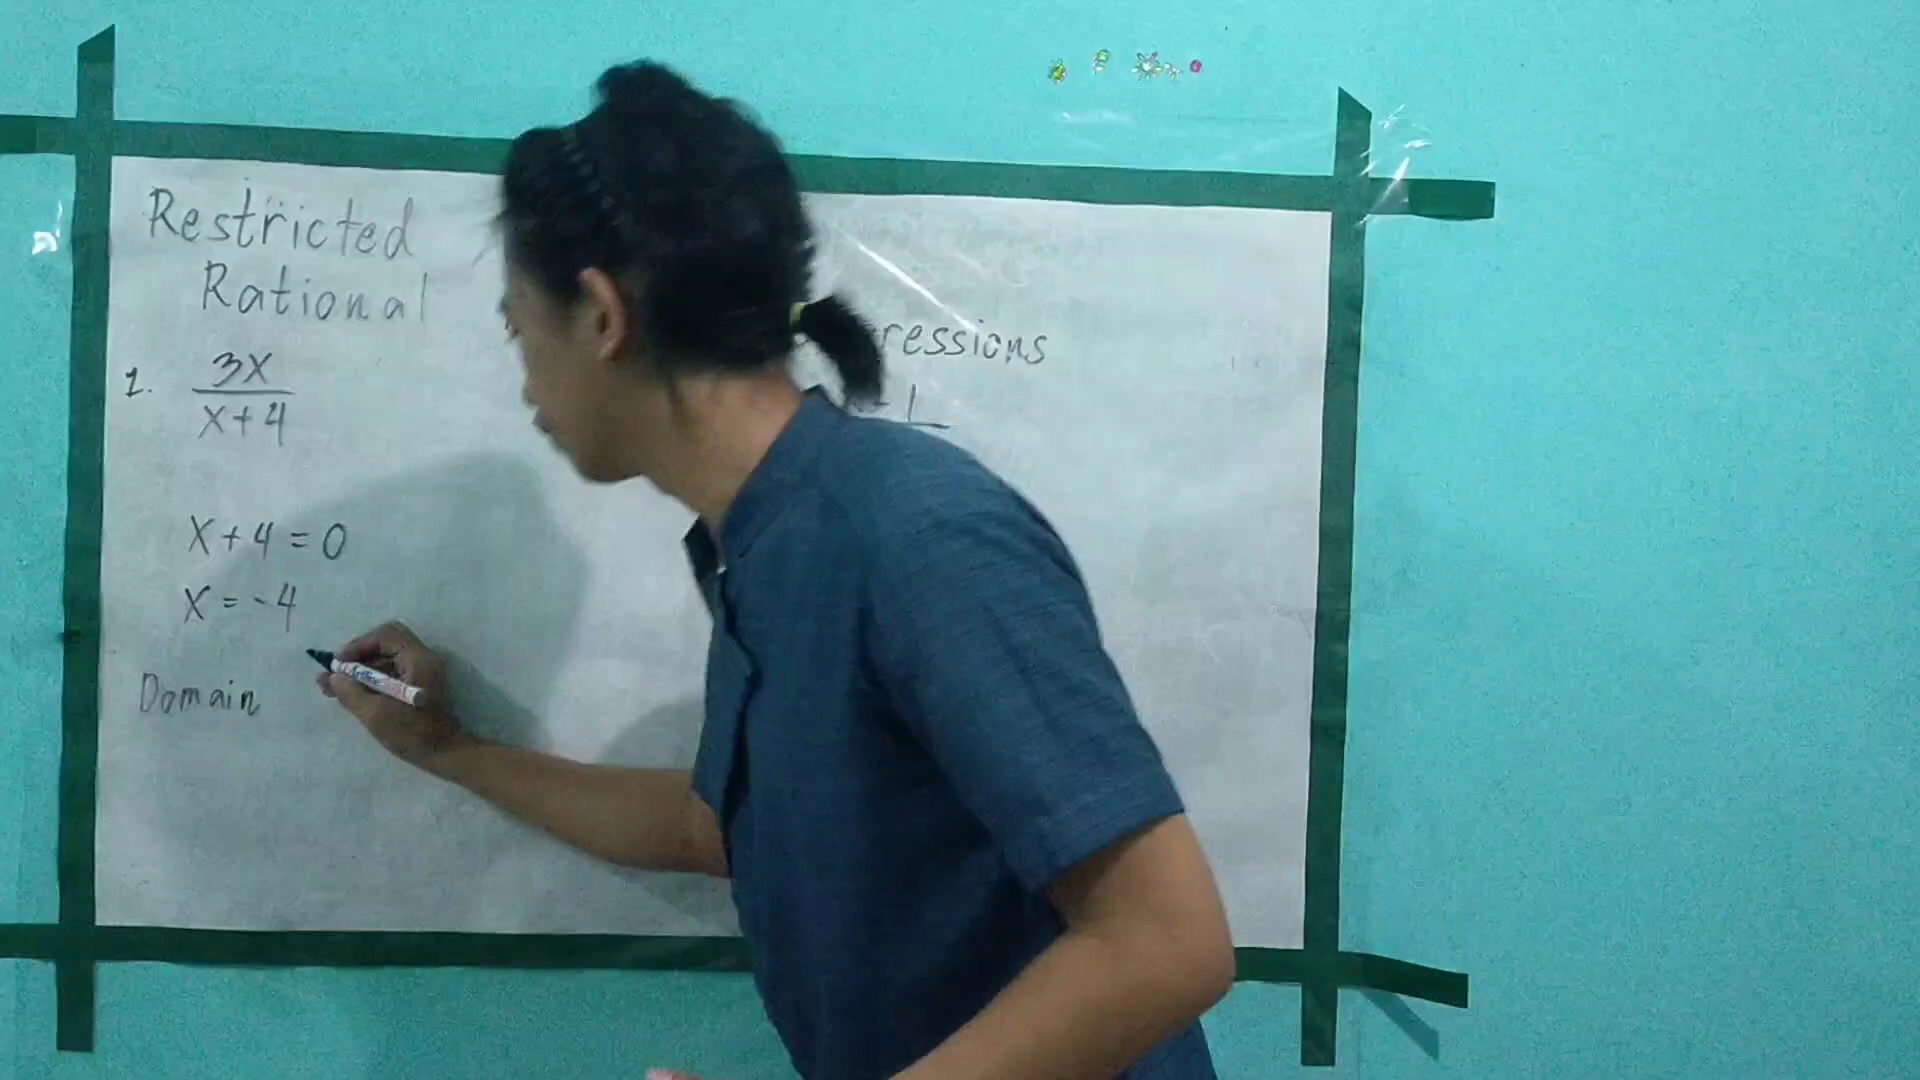 Restricted
Rational
ressions
1. 3x
x+4
x+4=0
x=-4
Domain